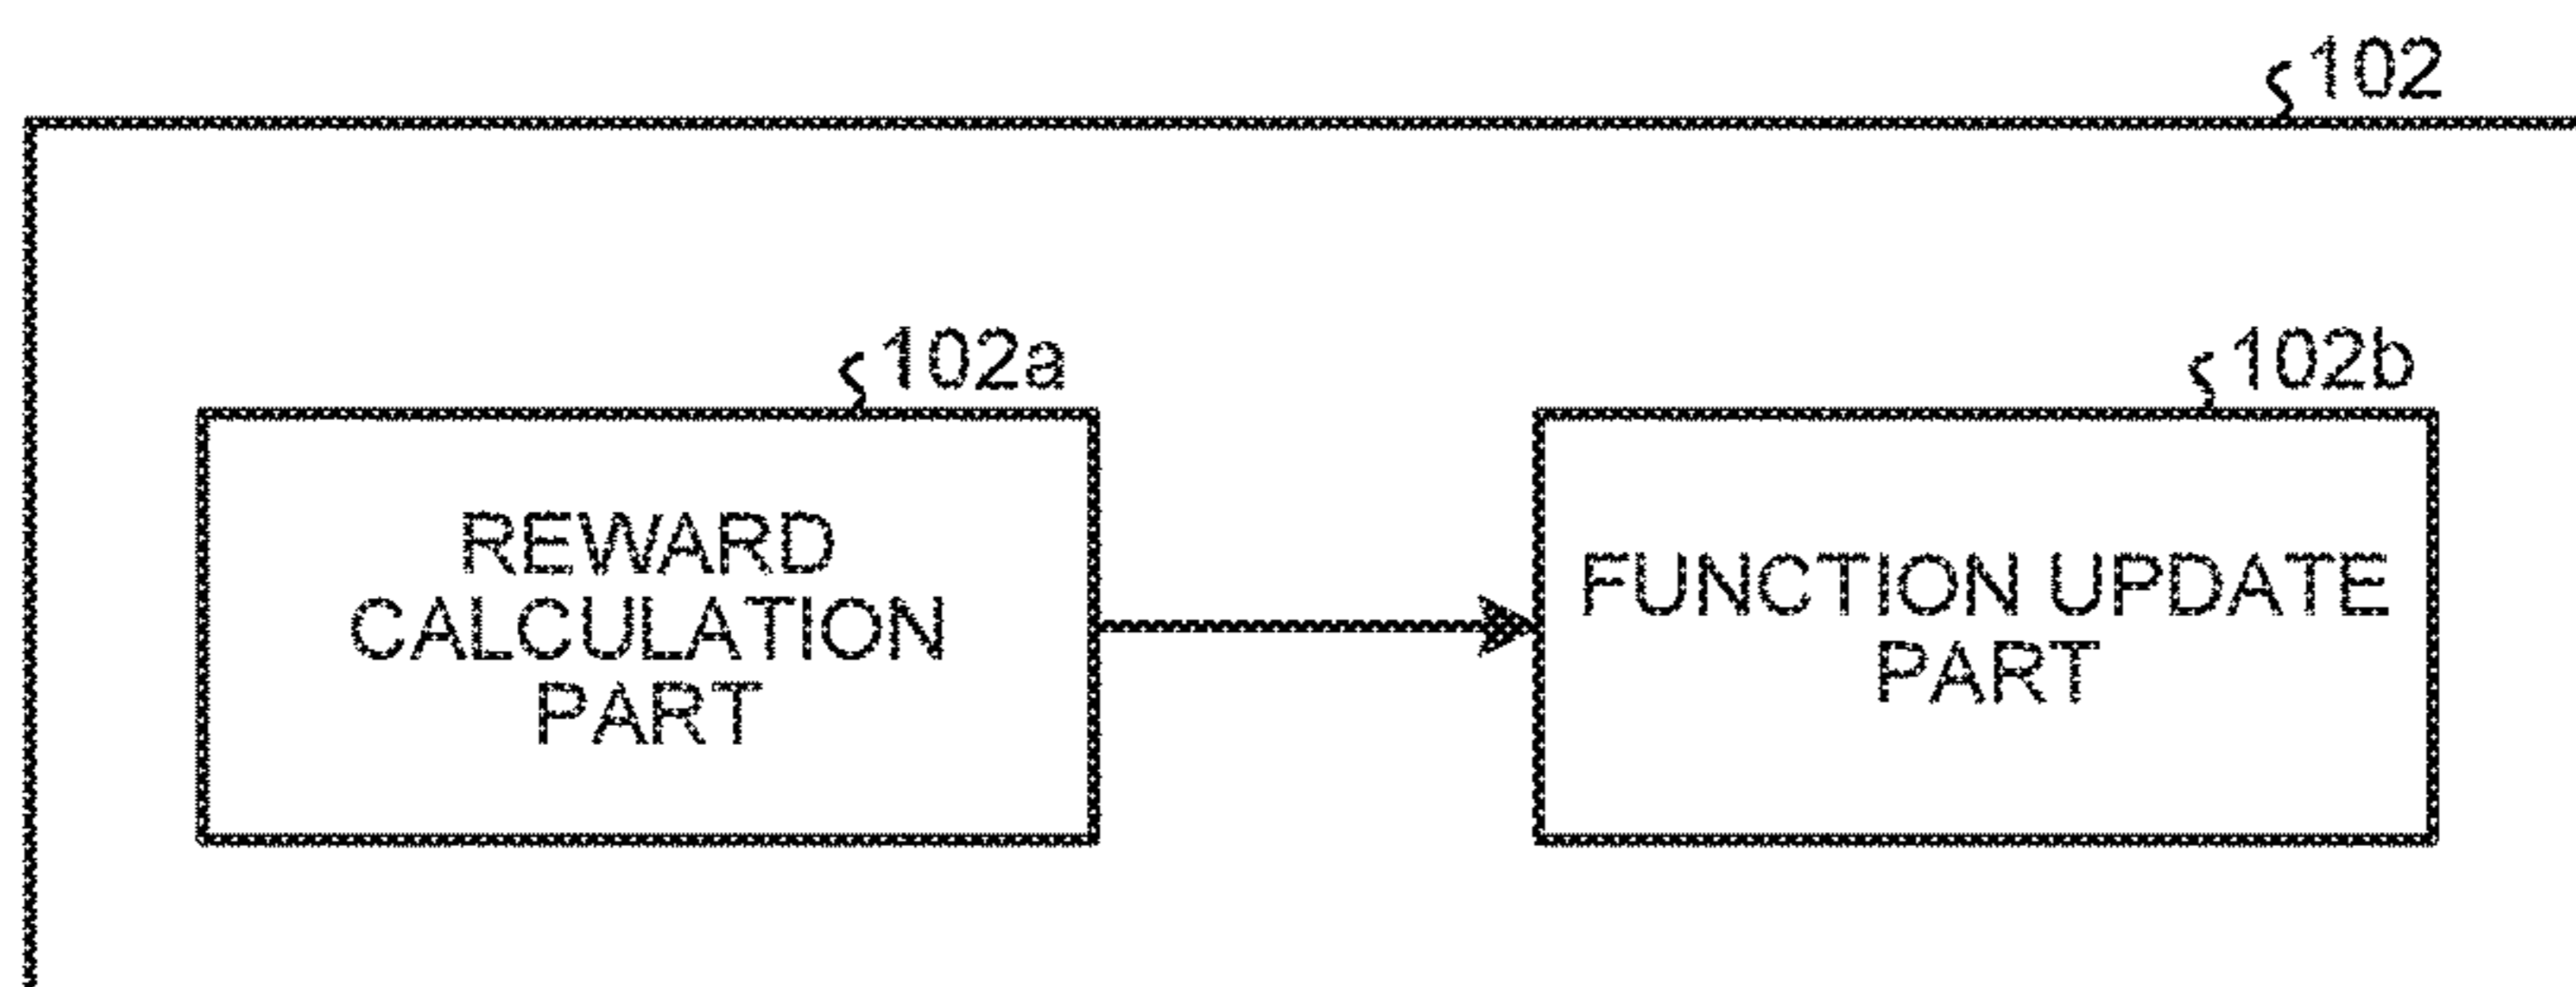 102
102a
REWARD
CALCULATION
PART
102b
FUNCTION UPDATE
PART